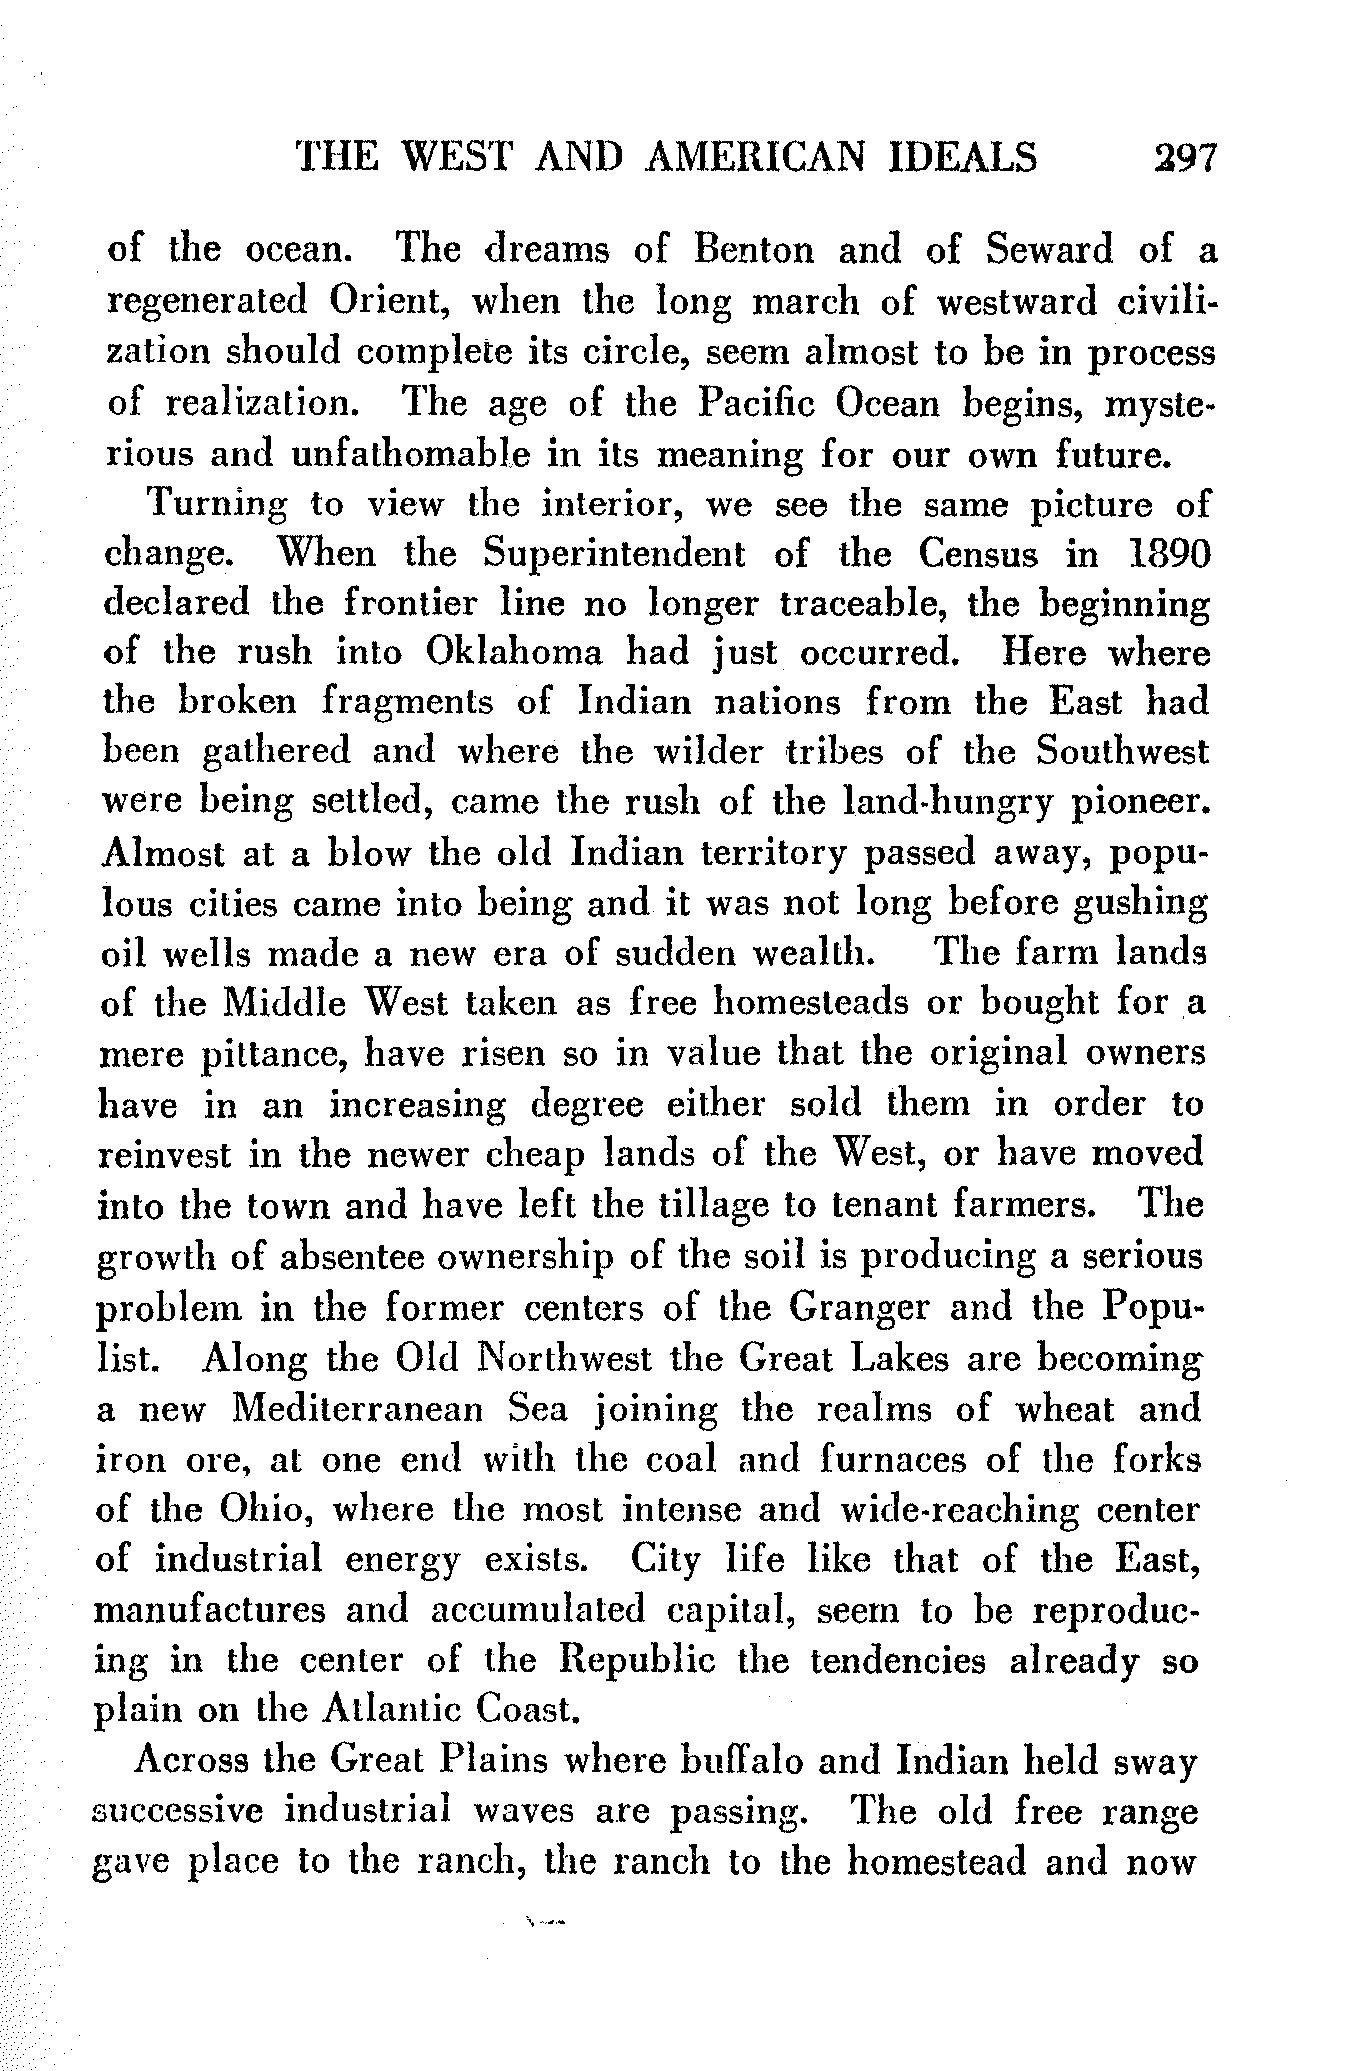 THE WEST AND AMERICAN IDEALS 297
of the ocean. The dreams of Benton and of Seward of a
regenerated Orient, when the long march of westward civili-
zation should complete its circle, seem almost to be in process
of realization. The age of the Pacific Ocean begins, myste-
rious and unfathomable in its meaning for our own future.
Turning to view the interior, we see the same picture of
change. When the Superintendent of the Census in 1890
declared the frontier line no longer traceable, the beginning
of the rush into Oklahoma had just occurred. Here where
the broken fragments of Indian nations from the East had
been gathered and where the wilder tribes of the Southwest
were being settled, came the rush of the land-hungry pioneer.
Almost at a blow the old Indian territory passed away, popu-
lous cities came into being and it was not long before gushing
oil wells made a new era of sudden wealth. The farm lands
of the Middle West taken as free homesteads or bought for a
mere pittance, have risen so in value that the original owners
have in an increasing degree either sold them in order to
reinvest in the newer cheap lands of the West, or have moved
into the town and have left the tillage to tenant farmers. The
growth of absentee ownership of the soil is producing a serious
problem in the former centers of the Granger and the Popu-
list. Along the Old Northwest the Great Lakes are becoming
a new Mediterranean Sea joining the realms of wheat and
iron ore, at one end with the coal and furnaces of the forks
of the Ohio, where the most intense and wide-reaching center
of industrial energy exists. City life like that of the East,
manufactures and accumulated capital, seem to be reproduc-
ing in the center of the Republic the tendencies already so
plain on the Atlantic Coast.
Across the Great Plains where buffalo and Indian held sway
successive industrial waves are passing. The old free range
gave place to the ranch, the ranch to the homestead and now